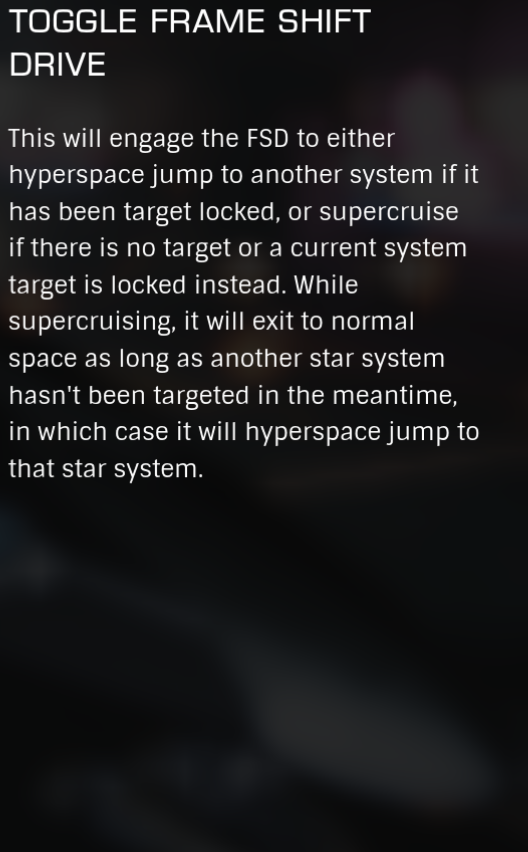 TOGGLE FRAME SHIFT
DRIVE
This will engage the FSD to either
hyperspace jump to another system if it
has been target locked, or supercruise
if there is no target or a current system
target is locked instead. While
supercruising, it will exit to normal
space as long as another star system
hasn't been targeted in the meantime,
in which case it will hyperspace jump to
that star system.